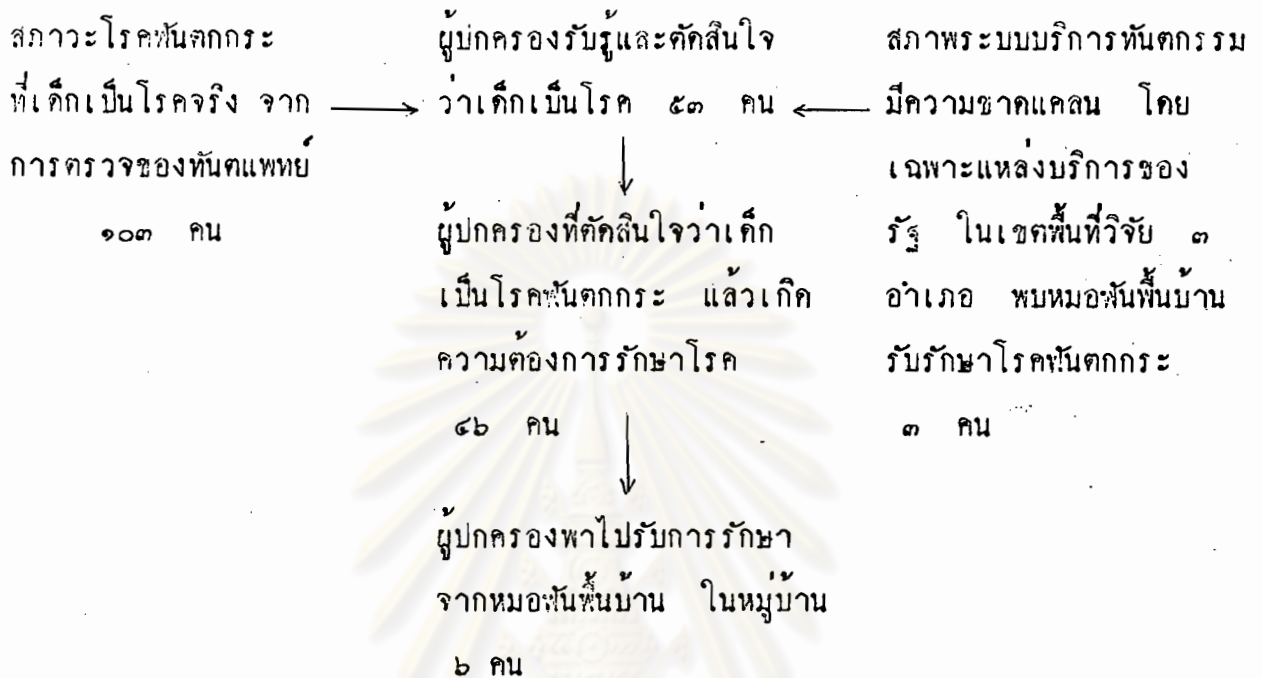 สภาวะโรคฟันตกกระ
ที่เด็กเป็นโรคจริง จาก
การตรวจของทันตแพทย์
๑๐๓ คน
ผู้ปกครองรับรู้และตัดสินใจ
ว่าเด็กเป็นโรค ๕๓ คน
ผู้ปกครองที่ตัดสินใจว่าเด็ก
เป็นโรคฟันตกกระ แล้วเกิด
ความต้องการรักษาโรค
๔๖ คน
ผู้ปกครองพาไปรับการรักษา
จากหมอฟันพื้นบ้าน ในหมู่บ้าน
๖ คน
สภาพระบบบริการทันตกรรม
มีความขาดแคลน โดย
เฉพาะแหล่งบริการของ
รัฐ ในเขตพื้นที่วิจัย ๓
อำเภอ พบหมอฟันพื้นบ้าน
รับรักษาโรคฟันตกกระ
๓ คน